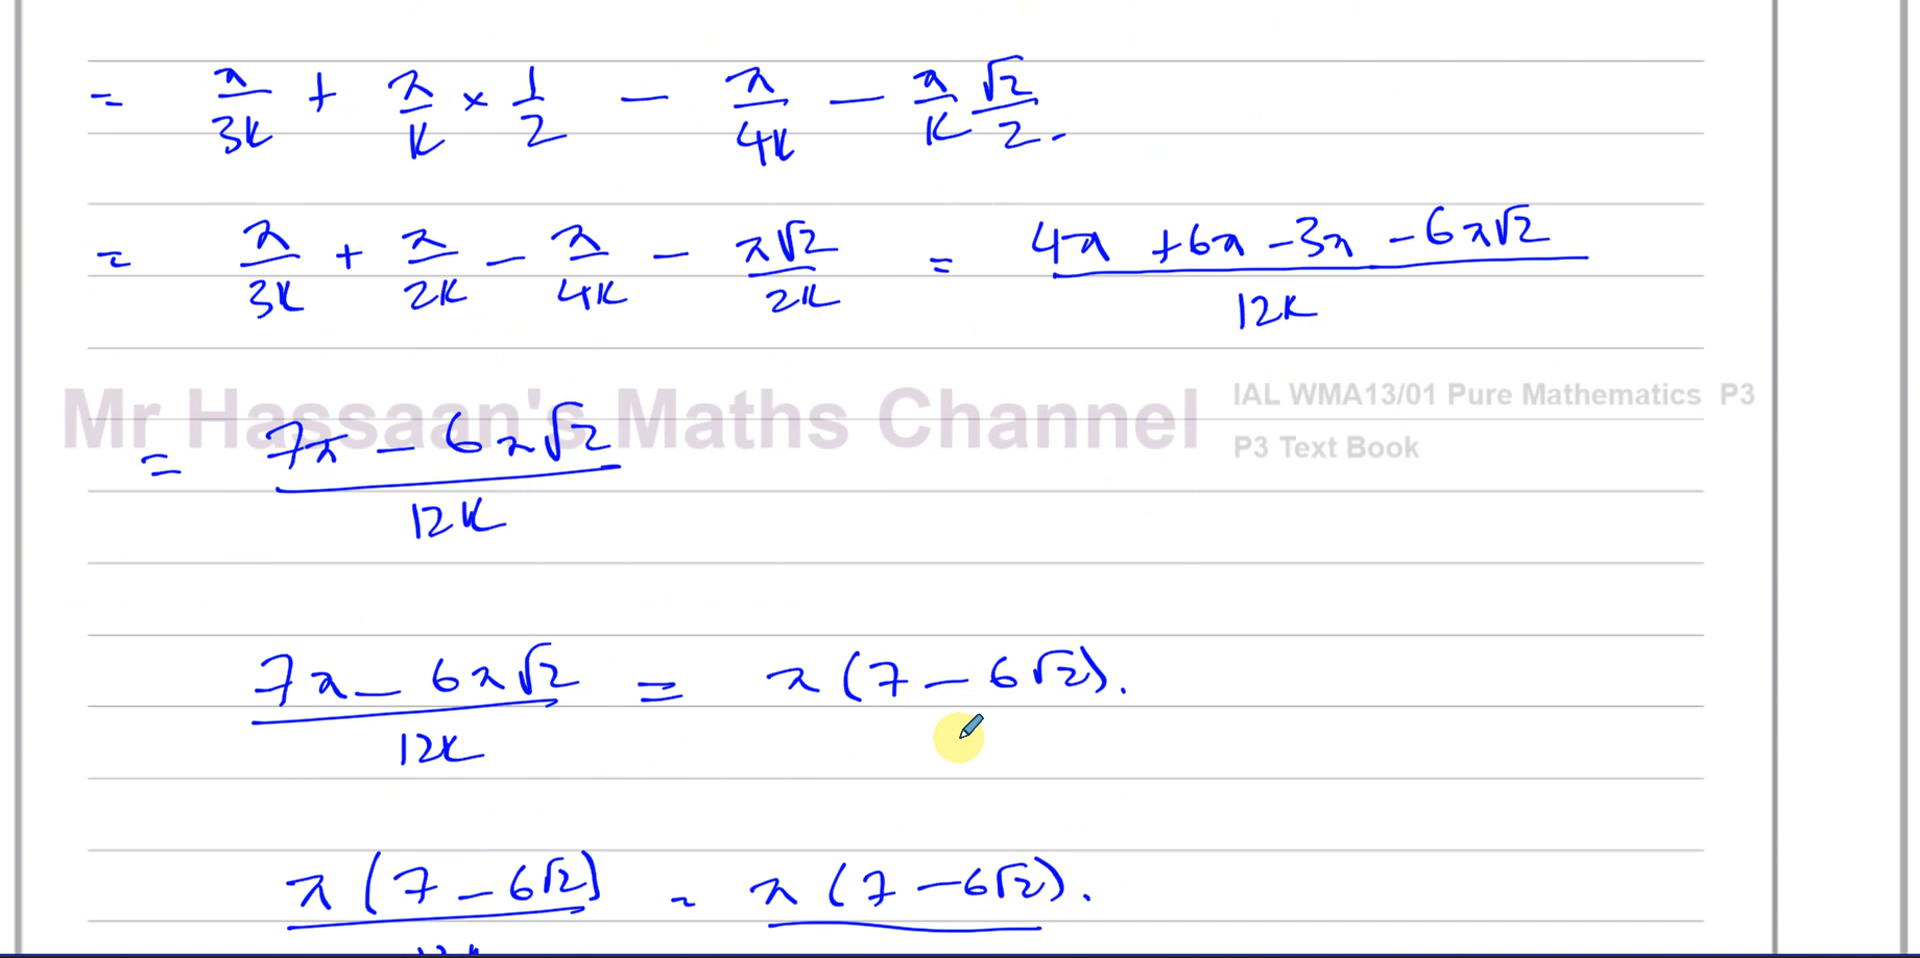 = π/3k + π/k × 1/2 − π/4k − π/k √2/2.
= π/3k + π/2k − π/4k − π√2/2k = (4π + 6π − 3π − 6π√2)/12k
Mr Hassaan's Maths Channel
IAL WMA13/01 Pure Mathematics P3
P3 Text Book
= (7π − 6π√2)/12k
(7π − 6π√2)/12k = π(7 − 6√2).
π(7 − 6√2)/12k = π(7 − 6√2).